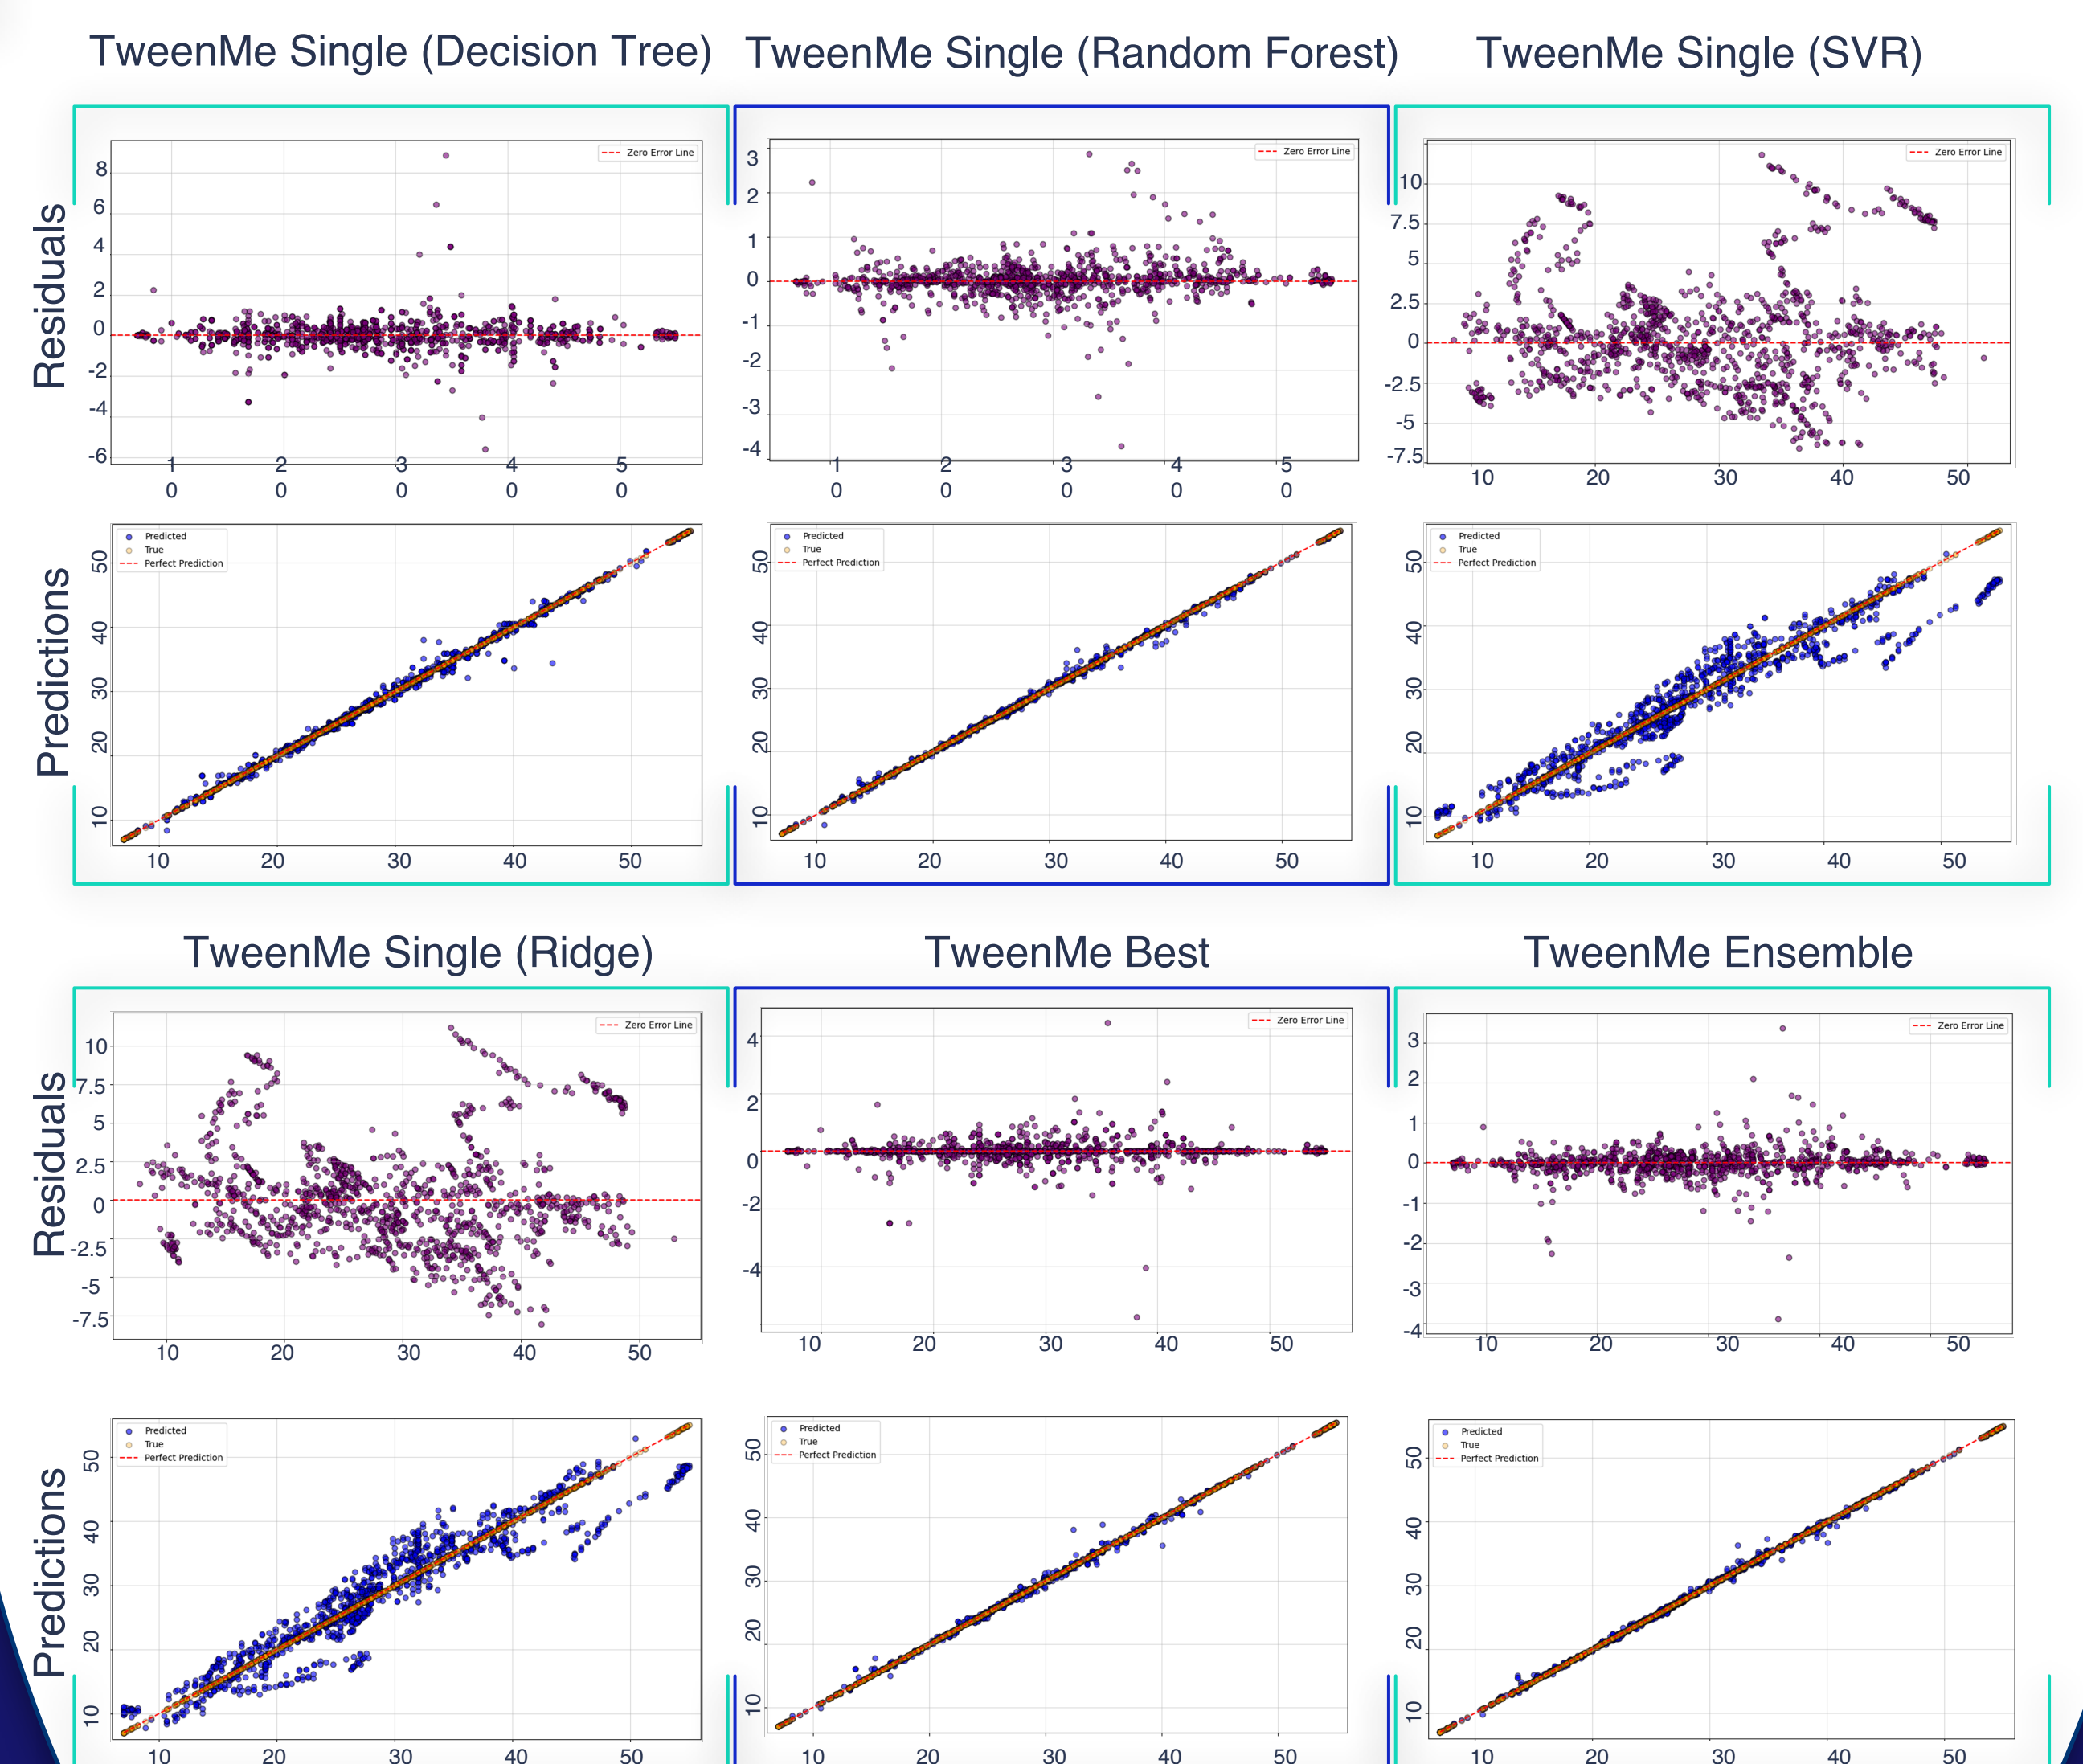 TweenMe Single (Decision Tree)
TweenMe Single (Random Forest)
TweenMe Single (SVR)
Residuals
8
6
4
2
0
-2
-4
-6
Zero Error Line
1 2 3 4 5
0 0 0 0 0
3
2
1
0
-1
-2
-3
-4
Zero Error Line
1 2 3 4 5
0 0 0 0 0
10
7.5
5
2.5
0
-2.5
-5
-7.5
Zero Error Line
10 20 30 40 50
Predictions
Predicted
True
Perfect Prediction
50
40
30
20
10
10 20 30 40 50
Predicted
True
Perfect Prediction
50
40
30
20
10
10 20 30 40 50
Predicted
True
Perfect Prediction
50
40
30
20
10
10 20 30 40 50
TweenMe Single (Ridge)
TweenMe Best
TweenMe Ensemble
Residuals
10
7.5
5
2.5
0
-2.5
-5
-7.5
Zero Error Line
10 20 30 40 50
4
2
0
-2
-4
Zero Error Line
10 20 30 40 50
3
2
1
0
-1
-2
-3
-4
Zero Error Line
10 20 30 40 50
Predictions
Predicted
True
Perfect Prediction
50
40
30
20
10
10 20 30 40 50
Predicted
True
Perfect Prediction
50
40
30
20
10
10 20 30 40 50
Predicted
True
Perfect Prediction
50
40
30
20
10
10 20 30 40 50